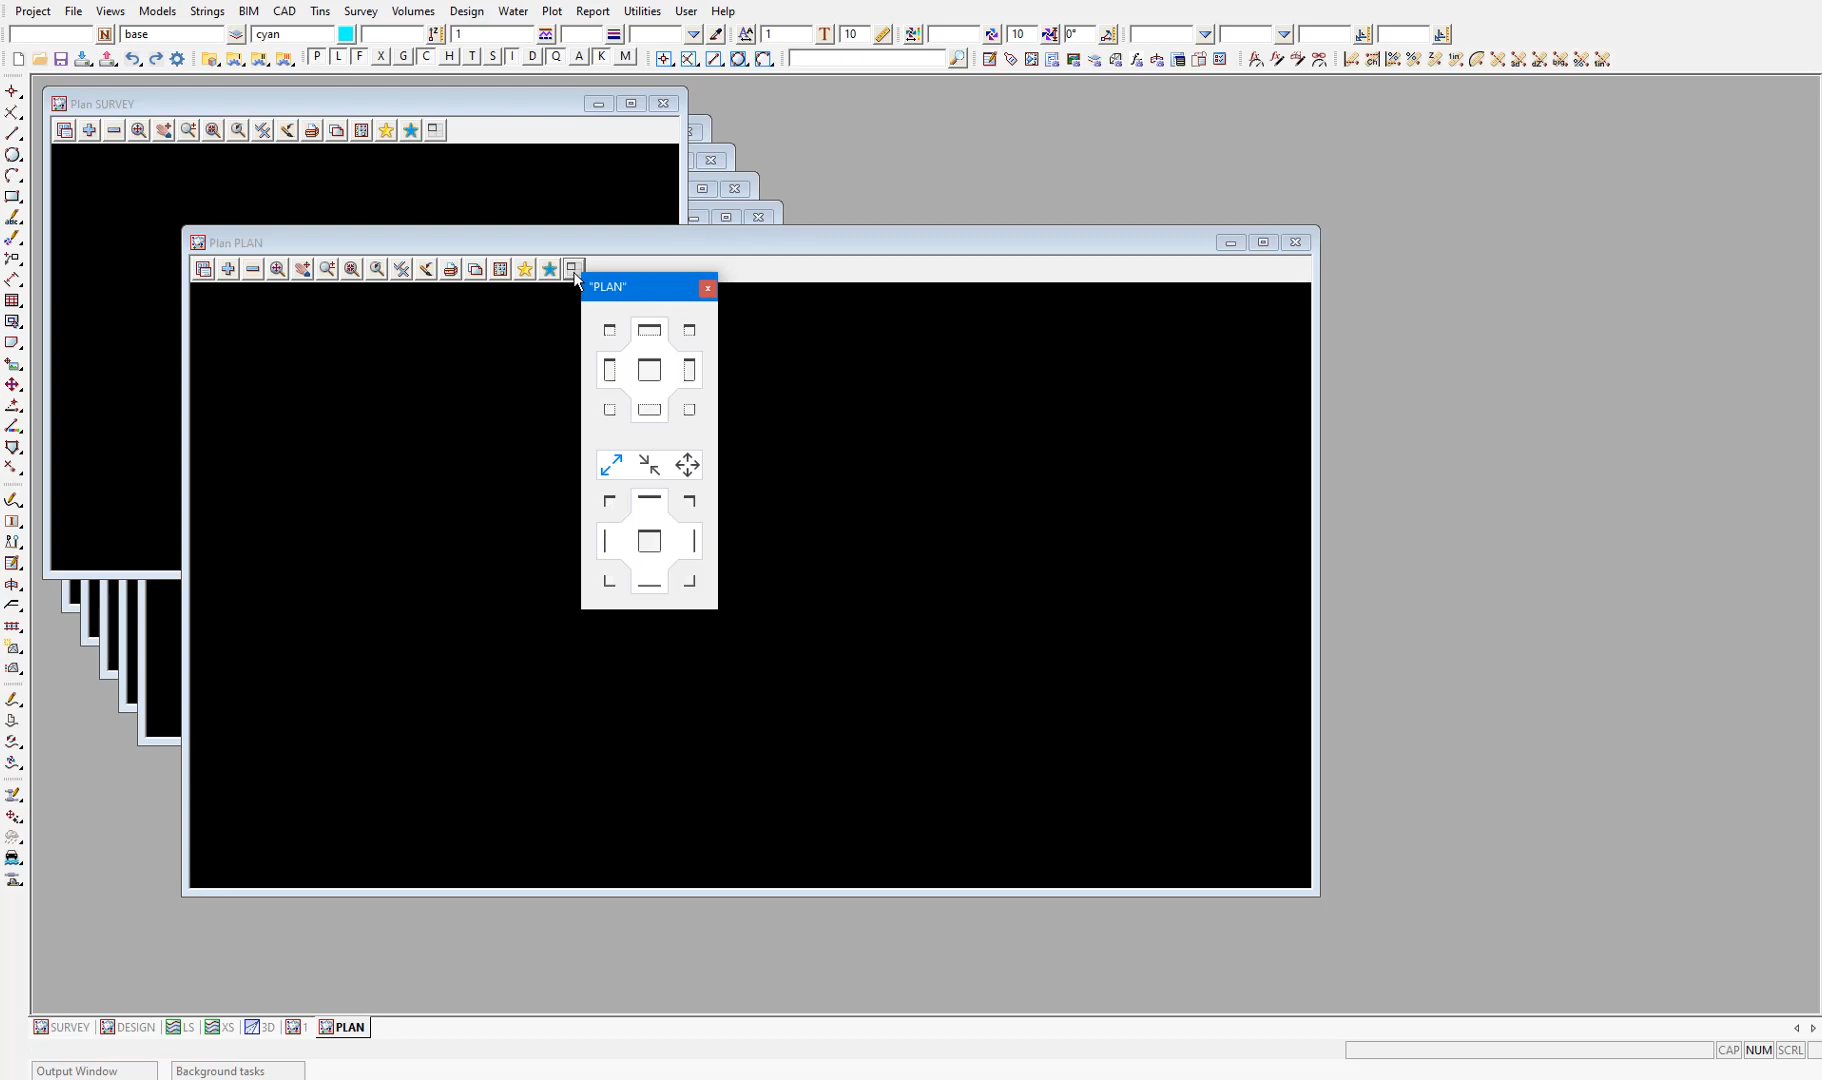 Project File Views Models Strings BIM CAD Tins Survey Volumes Measure Design Water Plot Report Utilities User Help
base cyan 1 1 10 10 0°
P L F X G C H T S I D Q A K M
Plan SURVEY
Plan PLAN
"PLAN"
SURVEY DESIGN LS XS 3D 1 PLAN
CAP NUM SCRL
Output Window Background tasks